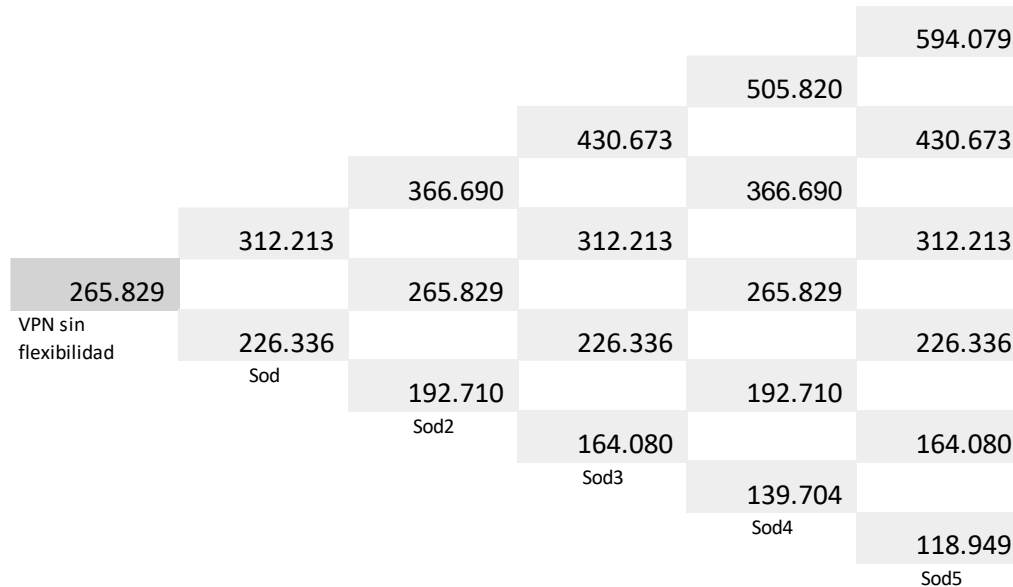 594.079
505.820
430.673 430.673
366.690 366.690
312.213 312.213 312.213
265.829 265.829 265.829
VPN sin
flexibilidad
226.336 226.336 226.336
Sod
192.710 192.710
Sod2
164.080 164.080
Sod3
139.704
Sod4
118.949
Sod5